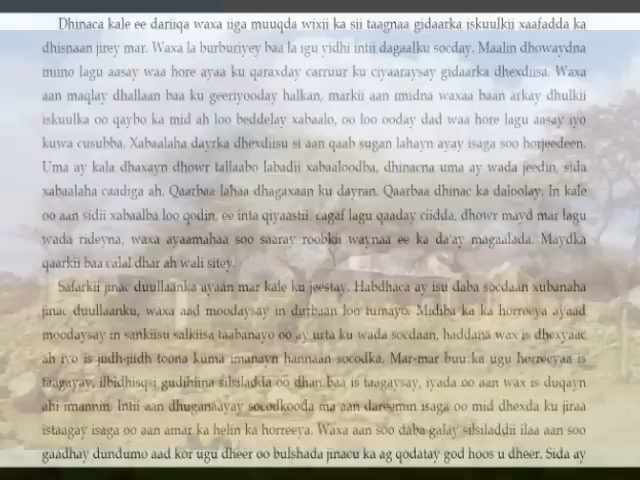 Dhinaca kale ee dariiqa waxa iiga muuqda wixii ka sii taagnaa gidaarka iskuulkii xaafadda ka
dhisnaan jirey mar. Waxa la burburiyey baa la igu yidhi intii dagaalku socday. Maalin dhowaydna
miino lagu aasay waa hore ayaa ku qaraxday carruur ku ciyaaraysay gidaarka dhexdiisa. Waxa
aan maqlay dhallaan baa ku geeriyooday halkan, markii aan imidna waxaa baan arkay dhulkii
iskuulka oo qaybo ka mid ah loo beddelay xabaalo, oo loo ooday dad waa hore lagu aasay iyo
kuwa cusubba. Xabaalaha dayrka dhexdiisu si aan qaab sugan lahayn ayay isaga soo horjeedeen.
Uma ay kala dhaxayn dhowr tallaabo labadii xabaaloodba, dhinacna uma ay wada jeedin, sida
xabaalaha caadiga ah. Qaarbaa lahaa dhagaxaan ku dayran. Qaarbaa dhinac ka daloolay. In kale
oo aan sidii xabaalba loo qodin, ee inta qiyaastii cagaf lagu qaaday ciidda, dhowr mayd mar lagu
wada rideyna, waxa ayaamahaa soo saaray roobkii waynaa ee ka da'ay magaalada. Maydka
qaarkii baa calal dhar ah wali sitey.
Safarkii jinac duullaanka ayaan mar kale ku jeestay. Habdhaca ay isu daba socdaan xubanaha
jinac duullaanku, waxa aad moodaysay in durbaan loo tumayo. Midiba ka ka horreeya ayaad
moodaysay in sankiisu salkiisa taabanayo oo ay urta ku wada socdaan, haddana wax is dhexyaac
ah iyo is jiidh-jiidh toona kuma imanayn hannaan socodka. Mar-mar buu ka ugu horreeyaa is
taagayay, ilbidhisqsi gudihiina silsiladda oo dhan baa is taagaysay, iyada oo aan wax is duqayn
ahi imannin. Intii aan dhuganaayay socodkooda ma aan dareemin isaga oo mid dhexda ku jiraa
istaagay isaga oo aan amar ka helin ka horreeya. Waxa aan soo daba galay silsiladdii ilaa aan soo
gaadhay dundumo aad kor ugu dheer oo bulshada jinacu ka ag qodatay god hoos u dheer. Sida ay